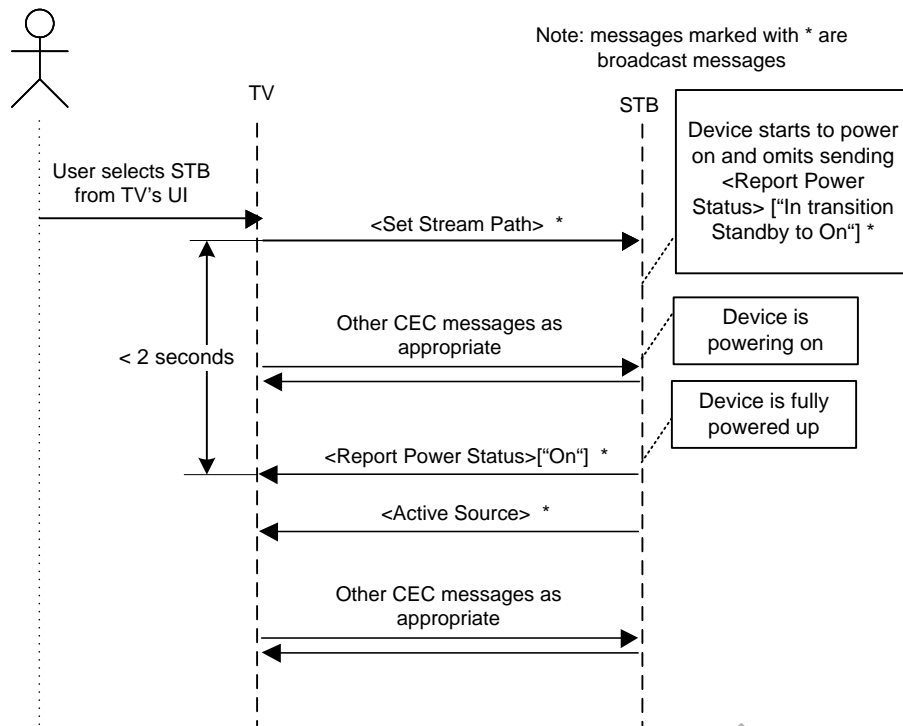 Note: messages marked with * are
broadcast messages
TV
STB
Device starts to power
on and omits sending
<Report Power
Status> [“In transition
Standby to On“] *
User selects STB
from TV’s UI
<Set Stream Path> *
Other CEC messages as
appropriate
Device is
powering on
< 2 seconds
Device is fully
powered up
<Report Power Status>[“On“] *
<Active Source> *
Other CEC messages as
appropriate